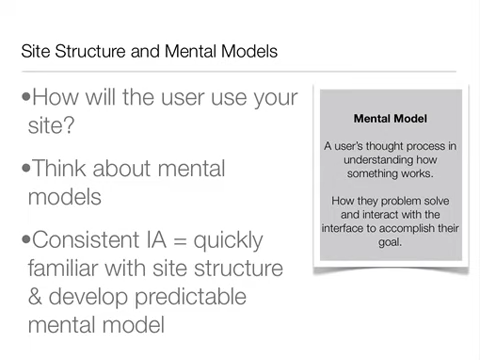 Site Structure and Mental Models
•How will the user use your
site?
•Think about mental
models
•Consistent IA = quickly
familiar with site structure
& develop predictable
mental model
Mental Model
A user's thought process in
understanding how
something works.
How they problem solve
and interact with the
interface to accomplish their
goal.